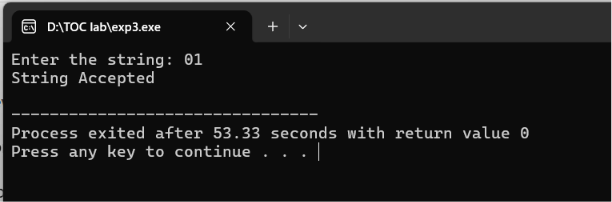 D:\TOC lab\exp3.exe
Enter the string: 01
String Accepted
--------------------------------
Process exited after 53.33 seconds with return value 0
Press any key to continue . . .